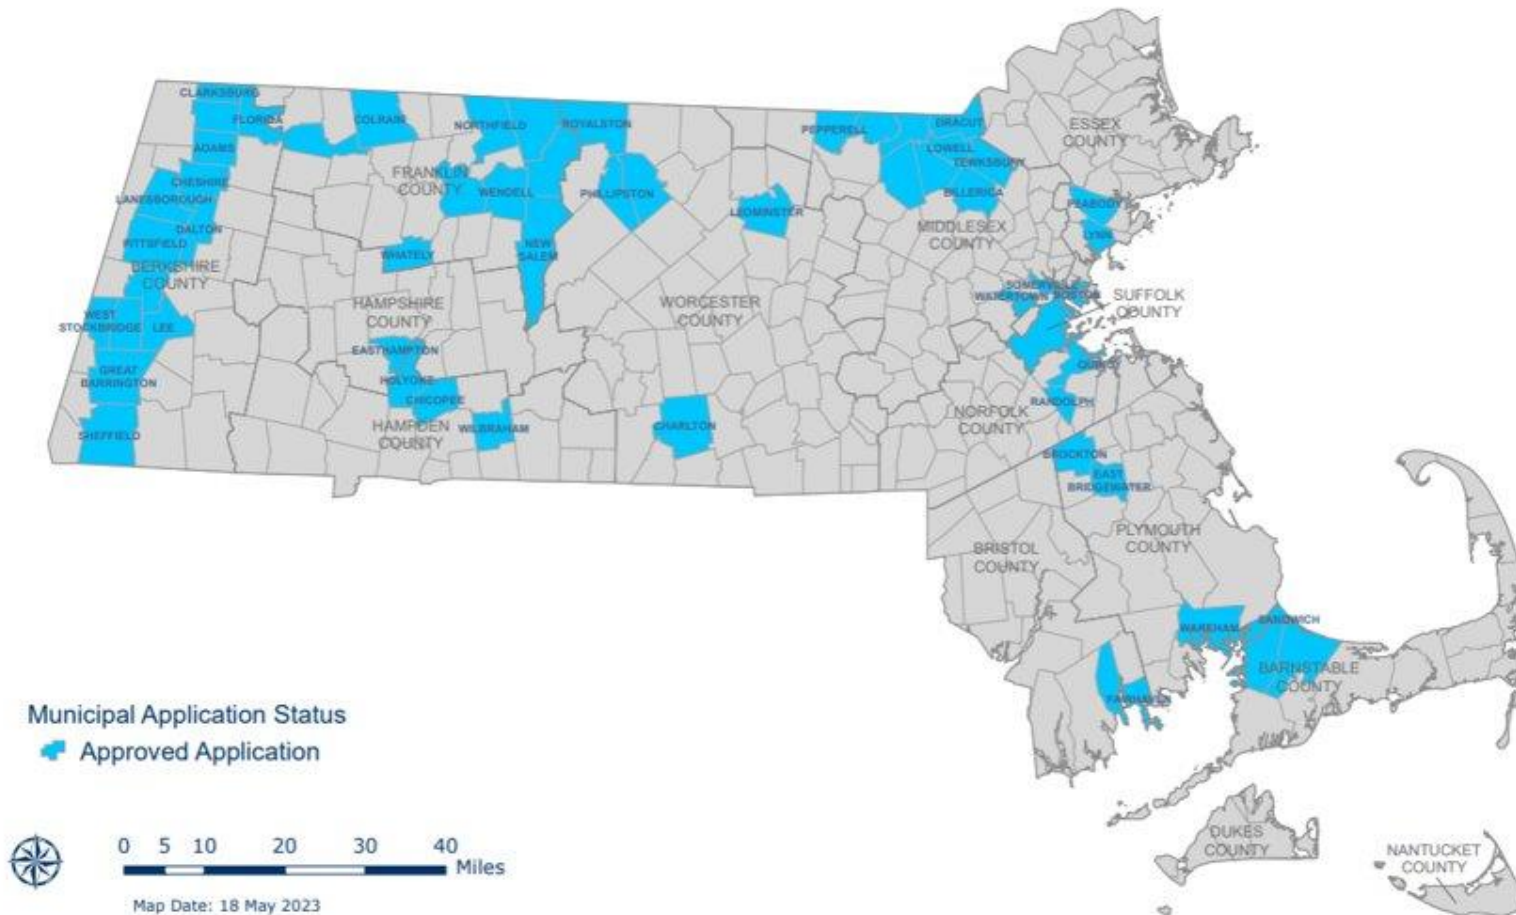 CLARKSBURG
FLORIDA
COLRAIN
NORTHFIELD
ROYALSTON
PEPPERELL
DRACUT
ESSEX
COUNTY
ADAMS
LOWELL
TEWKSBURY
FRANKLIN
COUNTY
CHESHIRE
WENDELL
PHILLIPSTON
BILLERICA
LANESBOROUGH
LEOMINSTER
PEABODY
DALTON
MIDDLESEX
COUNTY
LYNN
PITTSFIELD
WHATELY
NEW
SALEM
BERKSHIRE
COUNTY
SOMERVILLE
WATERTOWN
BOSTON
SUFFOLK
COUNTY
HAMPSHIRE
COUNTY
WORCESTER
COUNTY
WEST
STOCKBRIDGE
LEE
EASTHAMPTON
QUINCY
GREAT
BARRINGTON
HOLYOKE
CHICOPEE
RANDOLPH
NORFOLK
COUNTY
HAMPDEN
COUNTY
WILBRAHAM
CHARLTON
SHEFFIELD
BROCKTON
EAST
BRIDGEWATER
PLYMOUTH
COUNTY
BRISTOL
COUNTY
WAREHAM
SANDWICH
BARNSTABLE
COUNTY
FAIRHAVEN
Municipal Application Status
Approved Application
DUKES
COUNTY
NANTUCKET
COUNTY
0 5 10 20 30 40
Miles
Map Date: 18 May 2023